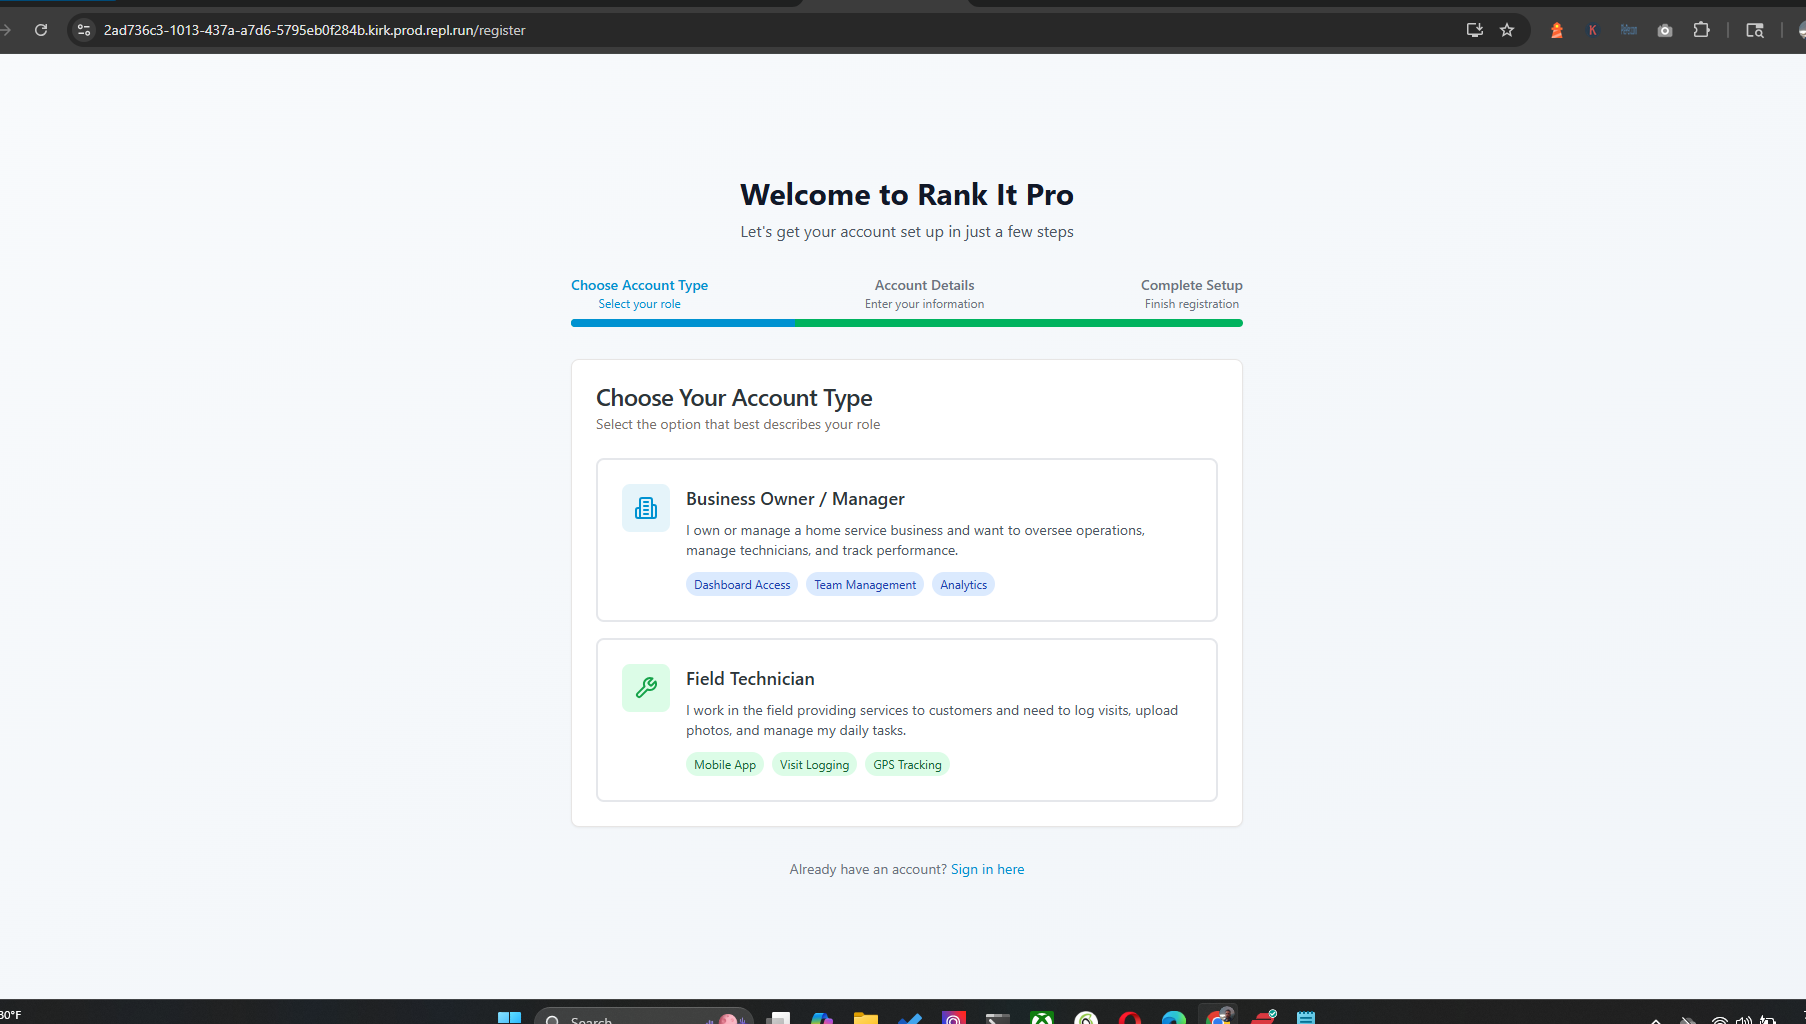 2ad736c3-1013-437a-a7d6-5795eb0f284b.kirk.prod.repl.run/register
Welcome to Rank It Pro
Let's get your account set up in just a few steps
Choose Account Type
Select your role
Account Details
Enter your information
Complete Setup
Finish registration
Choose Your Account Type
Select the option that best describes your role
Business Owner / Manager
I own or manage a home service business and want to oversee operations,
manage technicians, and track performance.
Dashboard Access
Team Management
Analytics
Field Technician
I work in the field providing services to customers and need to log visits, upload
photos, and manage my daily tasks.
Mobile App
Visit Logging
GPS Tracking
Already have an account? Sign in here
Search